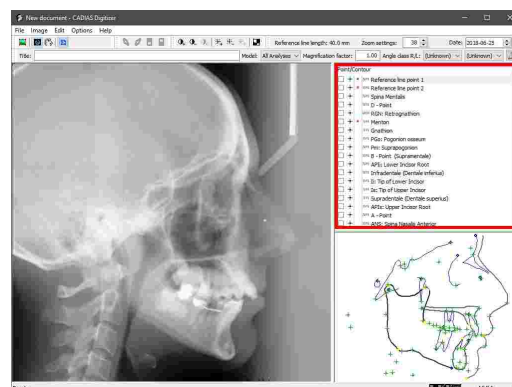 New document - CADIAS Digitizer
File Image Edit Options Help
Reference line length: 40.0 mm Zoom settings: 38 Date: 2018-06-25
Title: Model: All Analyses Magnification factor: 1.00 Angle class R/L: (Unknown) (Unknown)
Point/Contour
Reference line point 1
Reference line point 2
Spina Mentalis
D - Point
RGN: Retrognathion
Menton
Gnathion
PGo: Pogonion osseum
Pm: Suprapogonion
B - Point (Supramentale)
APIi: Lower Incisor Root
Infradentale (Dentale inferius)
Ii: Tip of Lower Incisor
Is: Tip of Upper Incisor
Supradentale (Dentale superius)
APIs: Upper Incisor Root
A - Point
ANS: Spina Nasalis Anterior